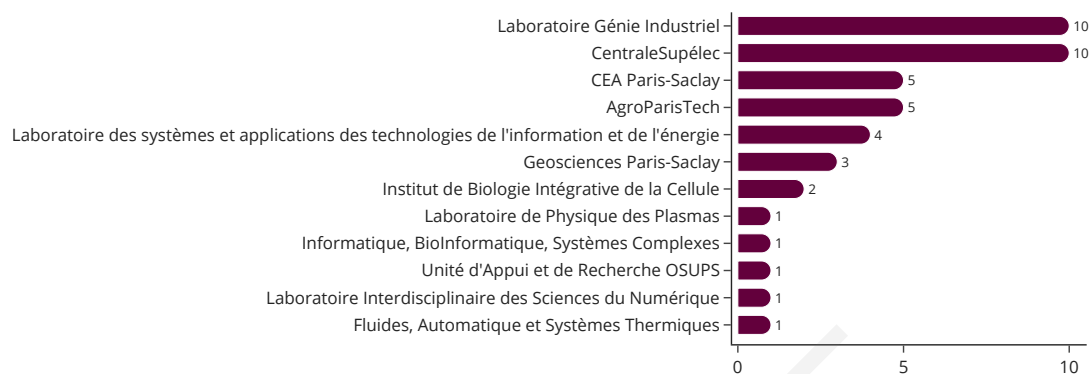 Laboratoire Génie Industriel 10
CentraleSupélec 10
CEA Paris-Saclay 5
AgroParisTech 5
Laboratoire des systèmes et applications des technologies de l'information et de l'énergie 4
Geosciences Paris-Saclay 3
Institut de Biologie Intégrative de la Cellule 2
Laboratoire de Physique des Plasmas 1
Informatique, BioInformatique, Systèmes Complexes 1
Unité d'Appui et de Recherche OSUPS 1
Laboratoire Interdisciplinaire des Sciences du Numérique 1
Fluides, Automatique et Systèmes Thermiques 1
0 5 10